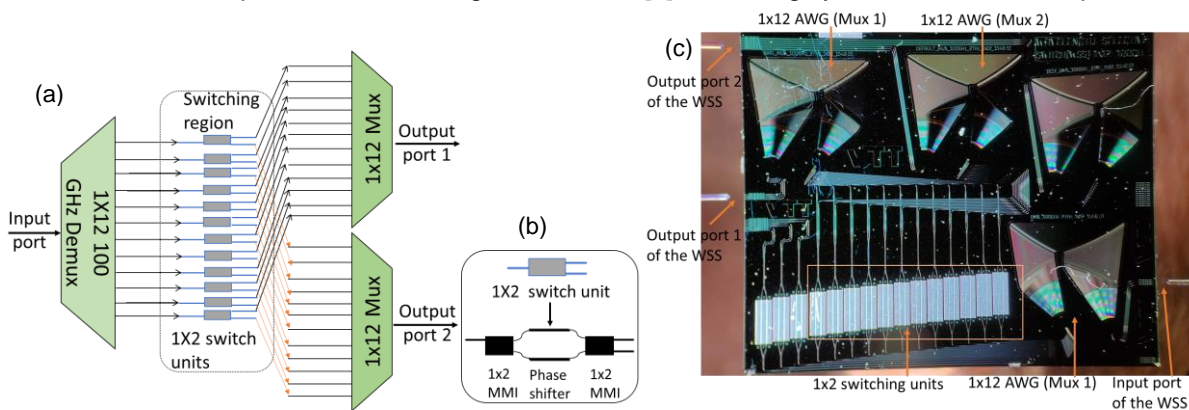 (a)
Switching
region
1X12 100
GHz Demux
Input
port
1X2 switch
units
1x12 Mux
Output
port 1
1x12 Mux
Output
port 2
(b)
1X2 switch unit
1x2
MMI
Phase
shifter
1x2
MMI
(c)
1x12 AWG (Mux 1)
1x12 AWG (Mux 2)
Output port 2
of the WSS
VTT
Output port 1
of the WSS
1x2 switching units
1x12 AWG (Mux 1)
Input port
of the WSS